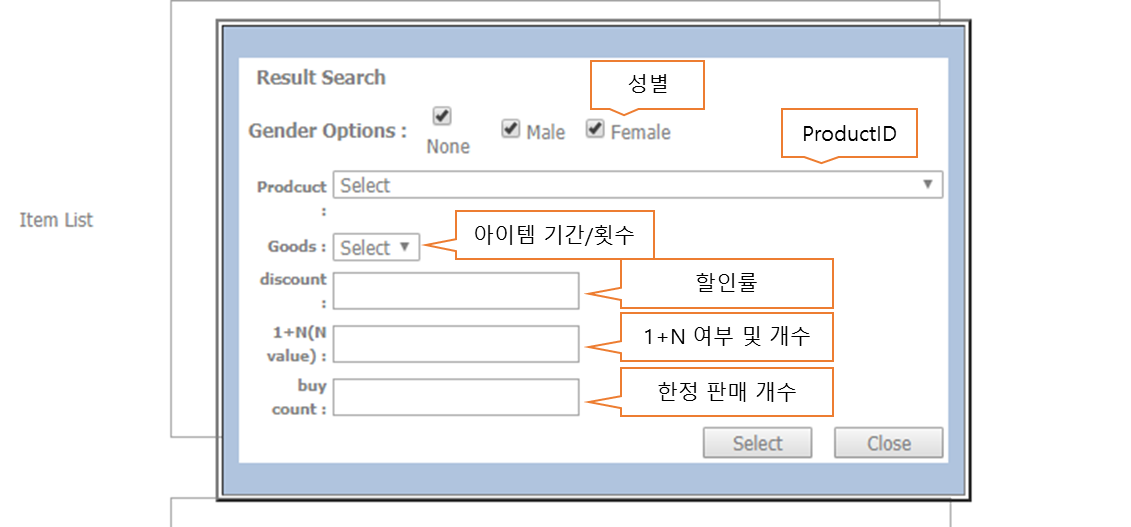 Result Search
성별
Gender Options :
None
Male
Female
ProductID
Prodcuct
:
Select
Item List
아이템 기간/횟수
Goods :
Select
discount
:
할인률
1+N(N
value) :
1+N 여부 및 개수
buy
count :
한정 판매 개수
Select
Close